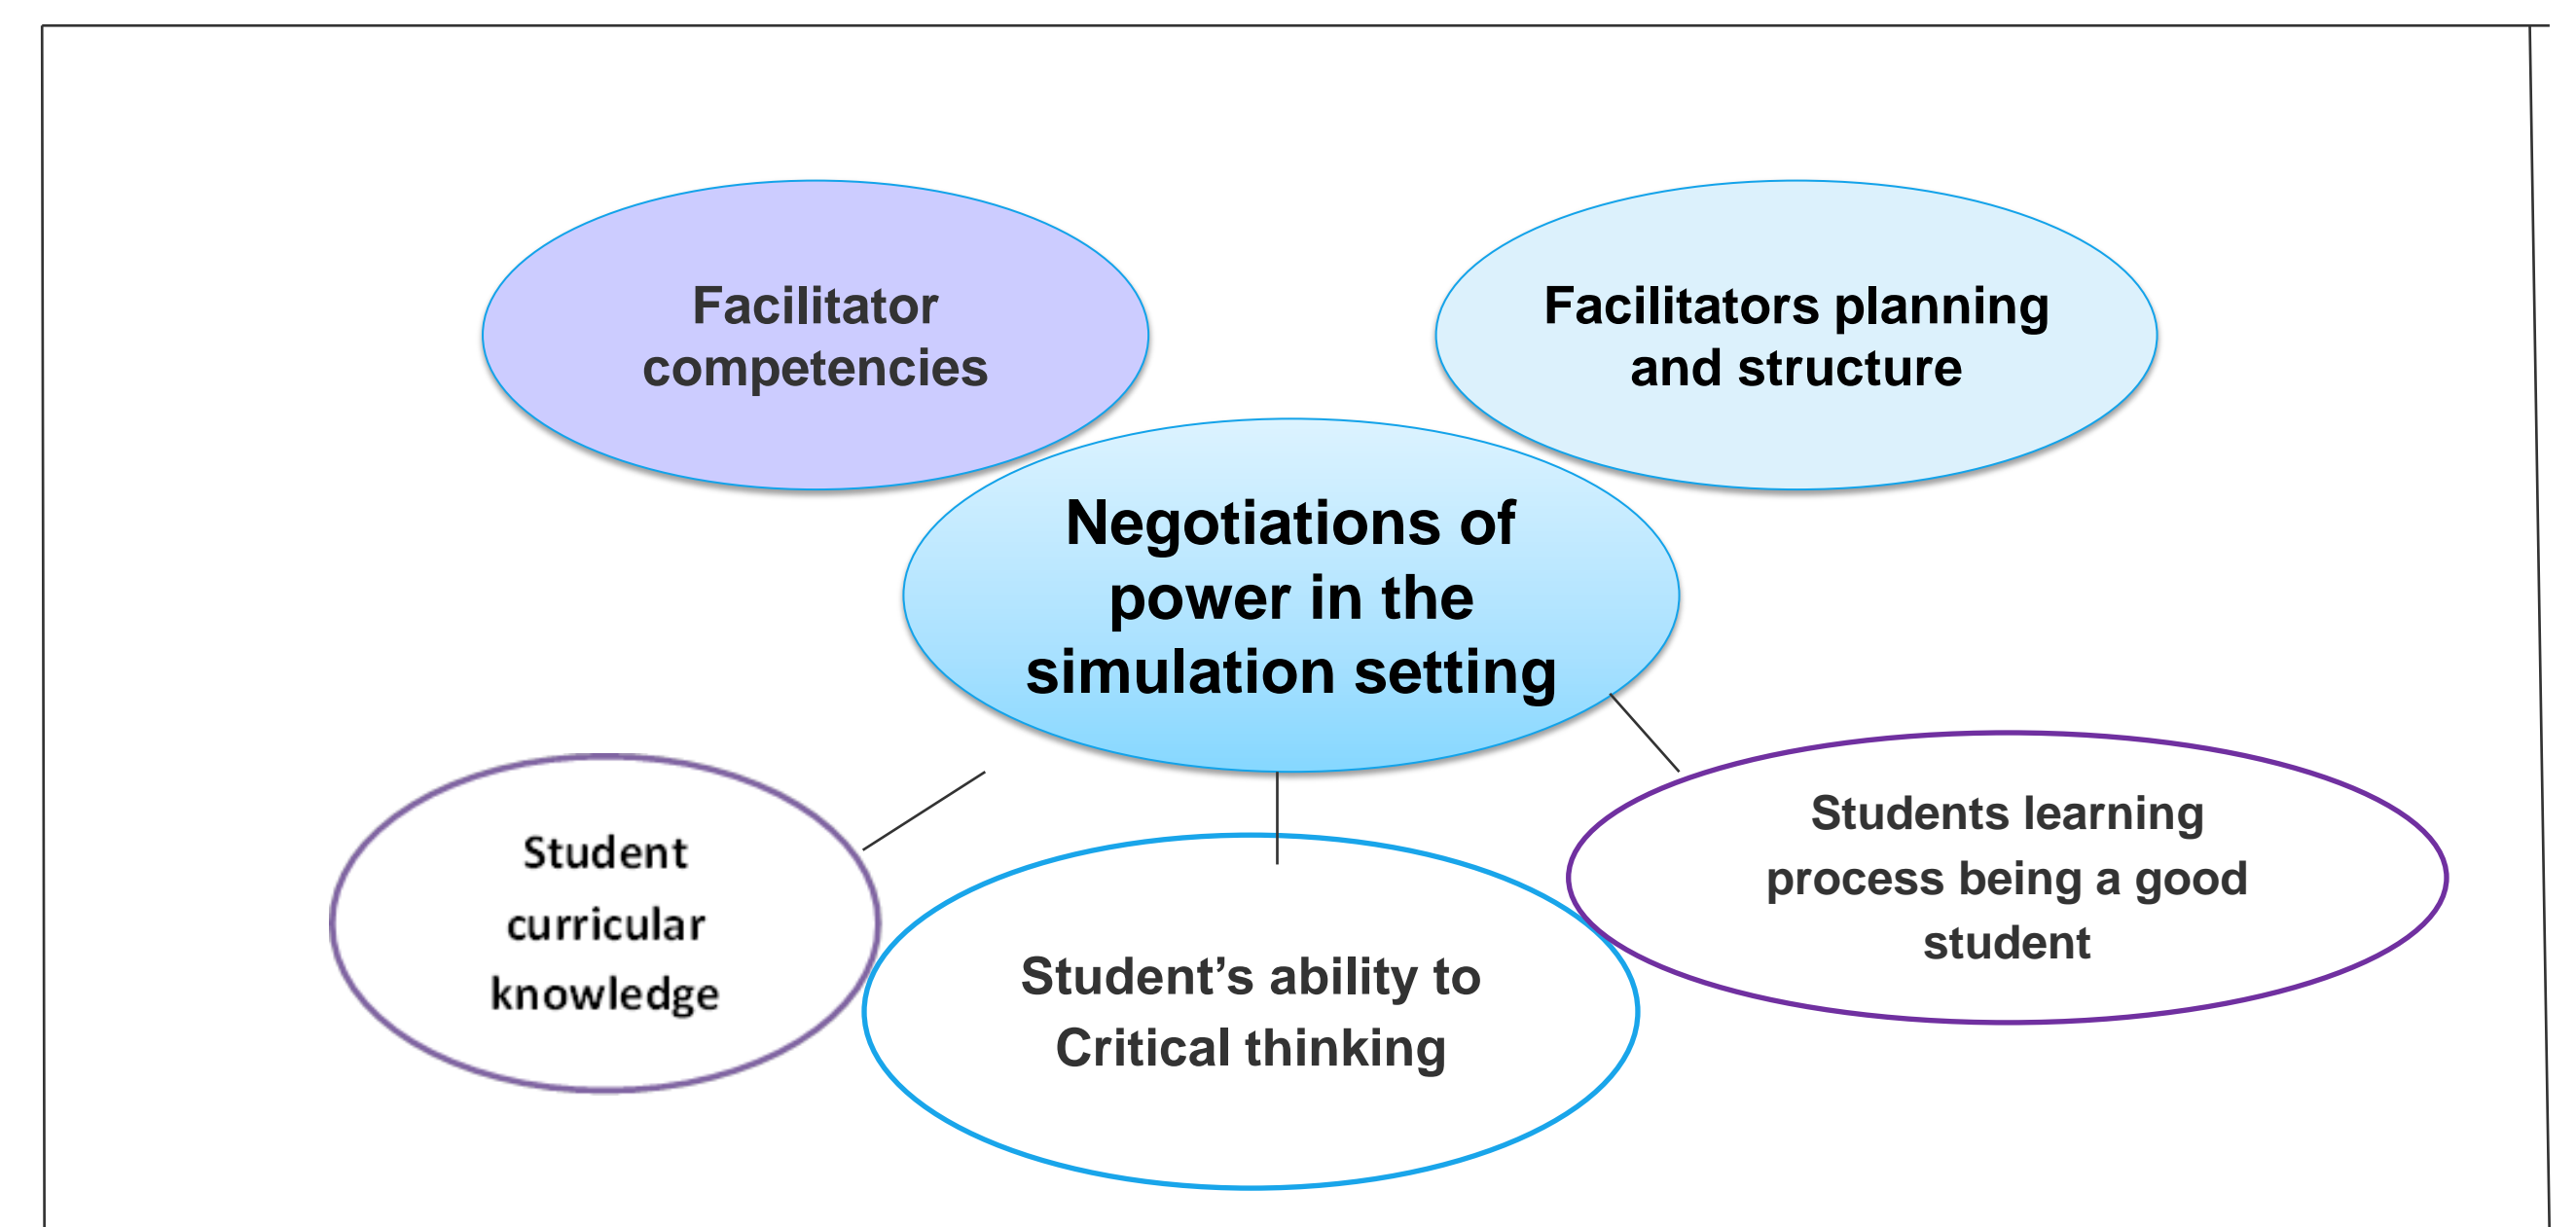 Facilitator
competencies
Facilitators planning
and structure
Negotiations of
power in the
simulation setting
Student
curricular
knowledge
Student’s ability to
Critical thinking
Students learning
process being a good
student